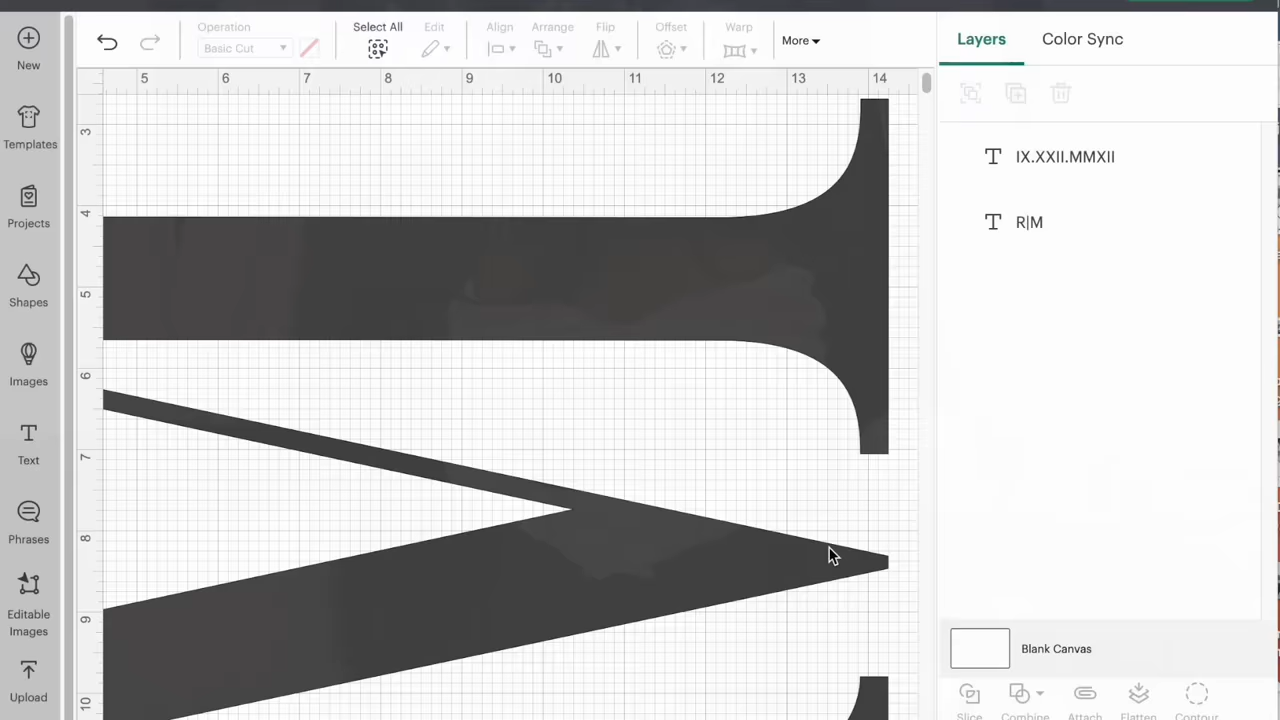 Operation
Select All
Edit
Align
Arrange
Flip
Offset
Warp
Basic Cut
More
Layers
Color Sync
New
Templates
Projects
Shapes
Images
Text
Phrases
Editable
Images
Upload
5 6 7 8 9 10 11 12 13 14
3
4
5
6
7
8
9
10
IX.XXII.MMXII
R|M
Blank Canvas
Slice
Combine
Attach
Flatten
Contour